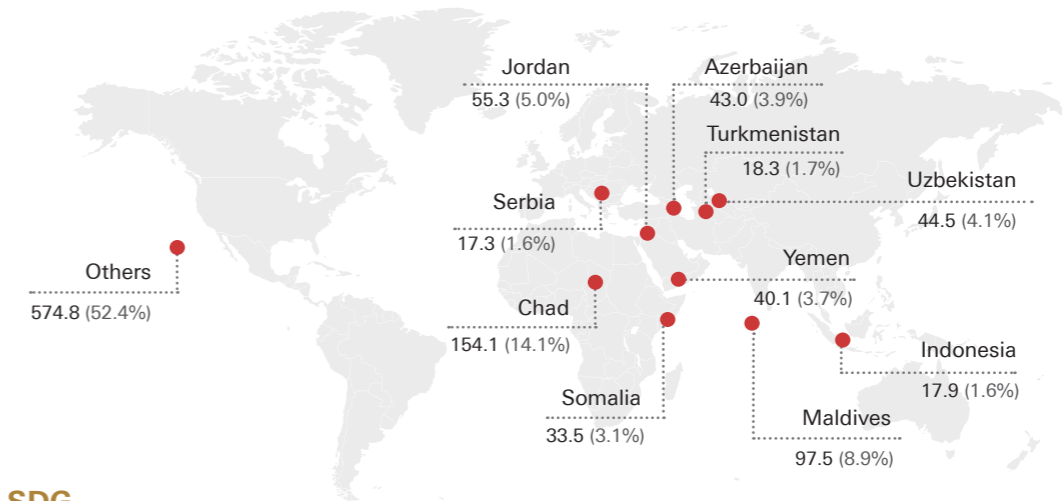 Jordan
55.3 (5.0%)
Azerbaijan
43.0 (3.9%)
Turkmenistan
18.3 (1.7%)
Uzbekistan
44.5 (4.1%)
Serbia
17.3 (1.6%)
Others
574.8 (52.4%)
Yemen
40.1 (3.7%)
Chad
154.1 (14.1%)
Indonesia
17.9 (1.6%)
Somalia
33.5 (3.1%)
Maldives
97.5 (8.9%)
SDG